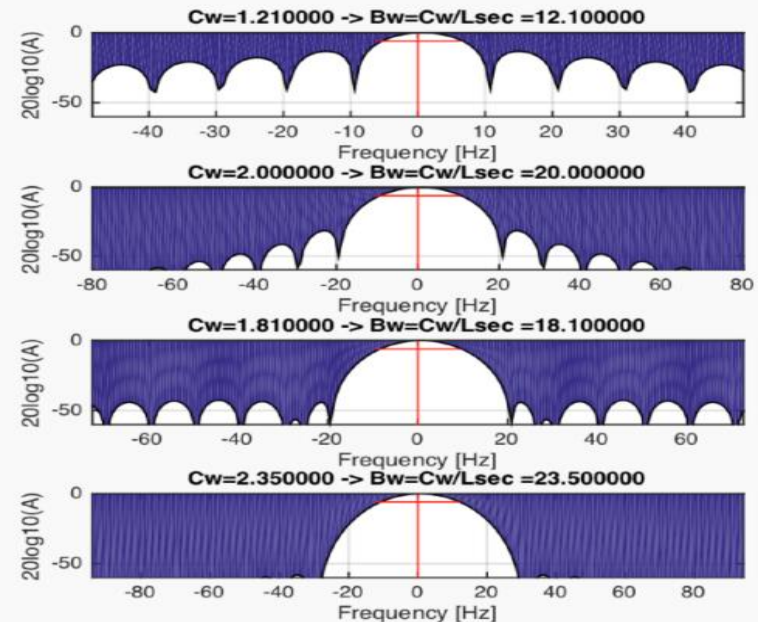 Cw=1.210000 -> Bw=Cw/Lsec =12.100000
20log10(A)
0
-50
-40 -30 -20 -10 0 10 20 30 40
Frequency [Hz]
Cw=2.000000 -> Bw=Cw/Lsec =20.000000
20log10(A)
0
-50
-80 -60 -40 -20 0 20 40 60 80
Frequency [Hz]
Cw=1.810000 -> Bw=Cw/Lsec =18.100000
20log10(A)
0
-50
-60 -40 -20 0 20 40 60
Frequency [Hz]
Cw=2.350000 -> Bw=Cw/Lsec =23.500000
20log10(A)
0
-50
-80 -60 -40 -20 0 20 40 60 80
Frequency [Hz]